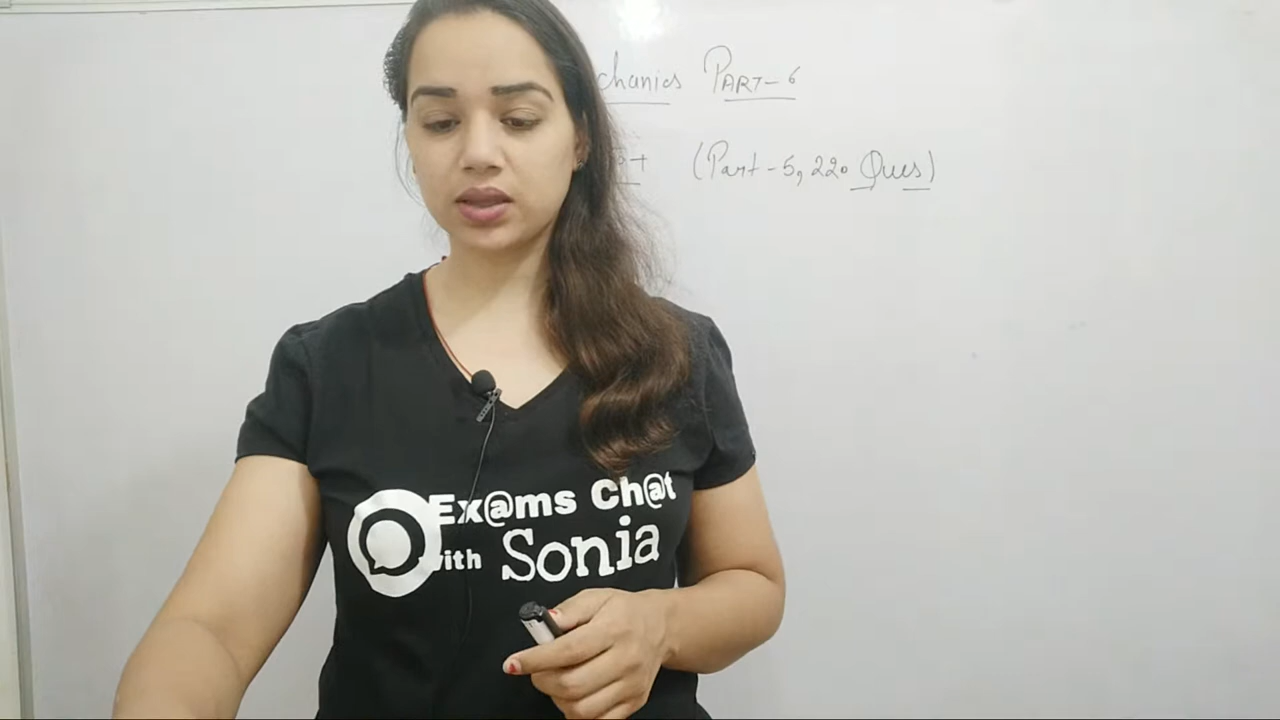 chanics PART-6
(Part-5, 220 Ques)
Ex@ms Ch@t
with Sonia